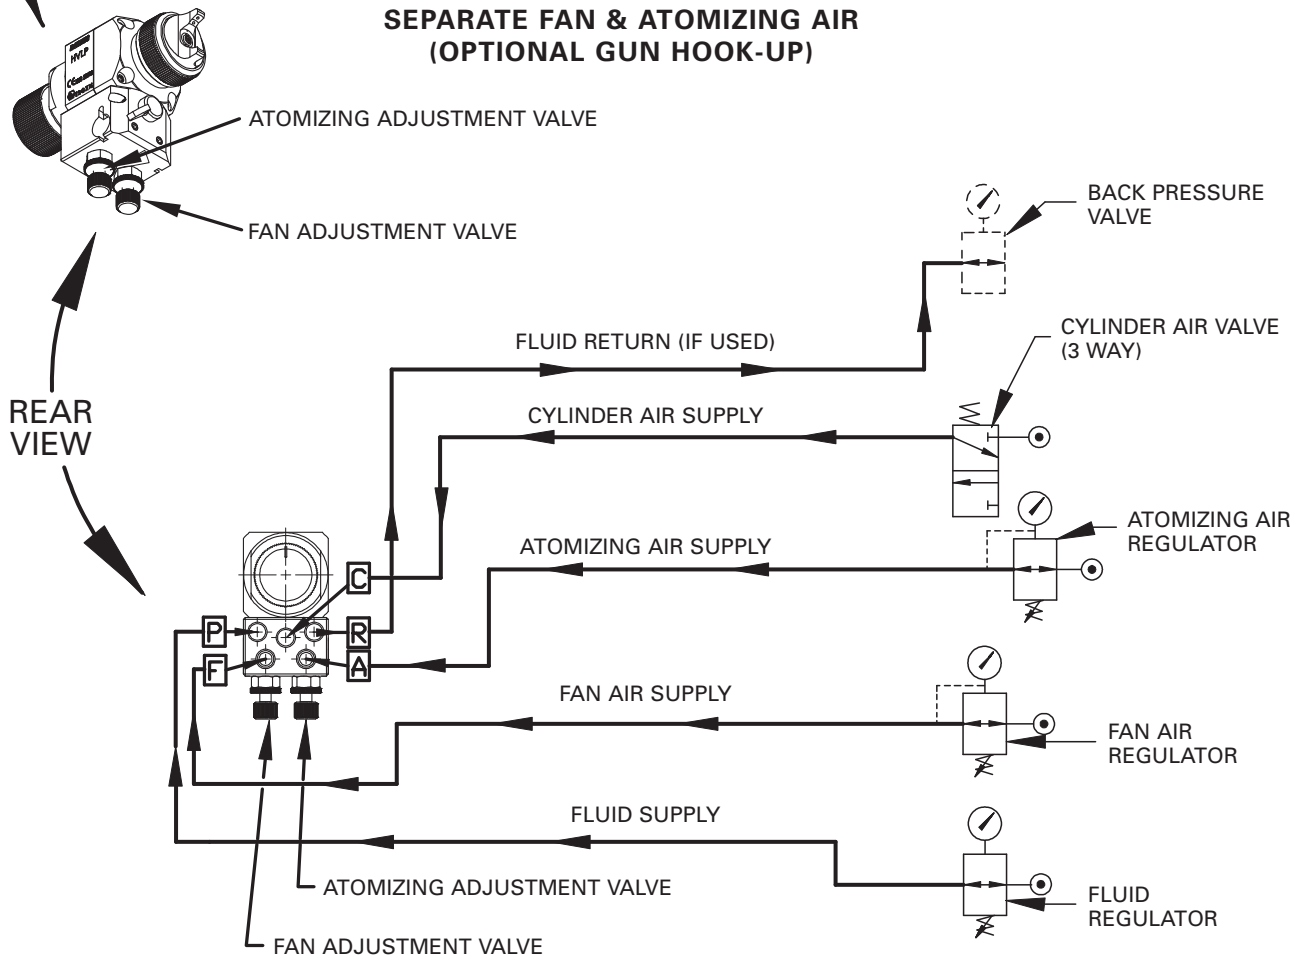 SEPARATE FAN & ATOMIZING AIR
(OPTIONAL GUN HOOK-UP)
HVLP
ATOMIZING ADJUSTMENT VALVE
FAN ADJUSTMENT VALVE
BACK PRESSURE
VALVE
CYLINDER AIR VALVE
(3 WAY)
FLUID RETURN (IF USED)
REAR
VIEW
CYLINDER AIR SUPPLY
ATOMIZING AIR
REGULATOR
ATOMIZING AIR SUPPLY
C
P
R
F
A
FAN AIR SUPPLY
FAN AIR
REGULATOR
FLUID SUPPLY
ATOMIZING ADJUSTMENT VALVE
FLUID
REGULATOR
FAN ADJUSTMENT VALVE